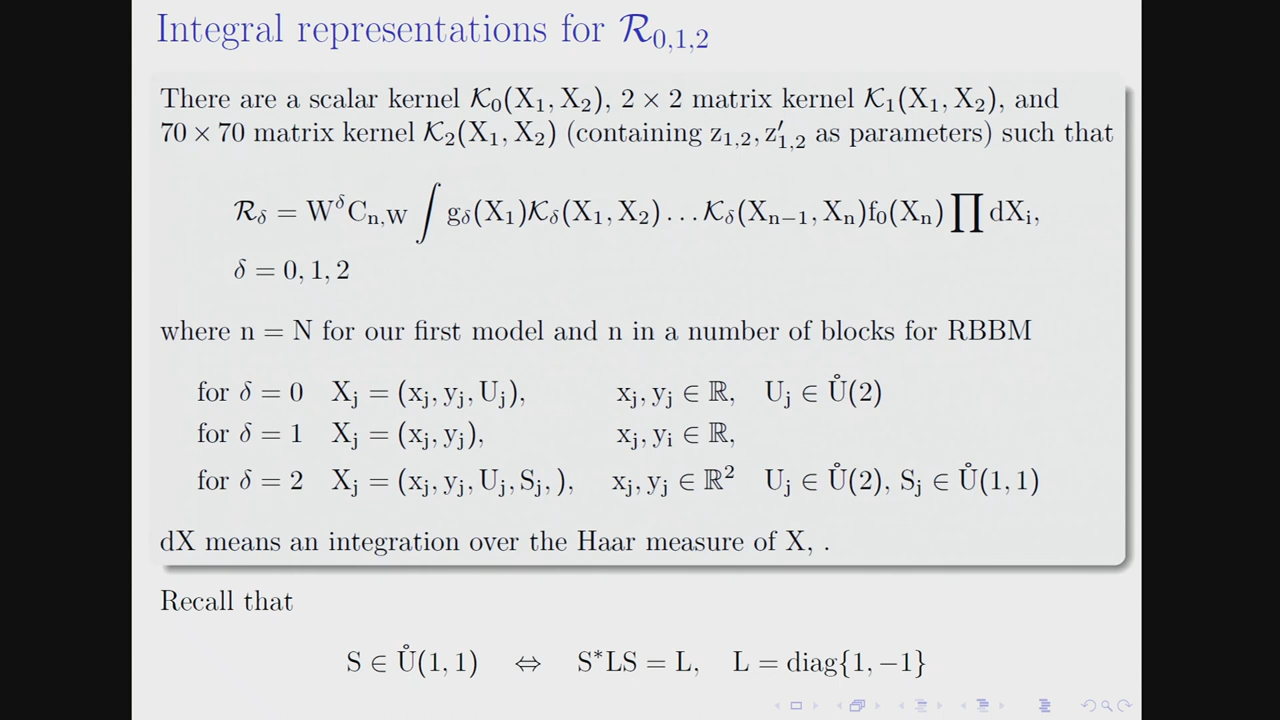 Integral representations for 𝓡₀,₁,₂
There are a scalar kernel 𝒦₀(X₁, X₂), 2 × 2 matrix kernel 𝒦₁(X₁, X₂), and
70 × 70 matrix kernel 𝒦₂(X₁, X₂) (containing z₁,₂, z′₁,₂ as parameters) such that
𝓡_δ = W^δ C_{n,W} ∫ g_δ(X₁)𝒦_δ(X₁, X₂) … 𝒦_δ(X_{n−1}, X_n)f₀(X_n) ∏ dX_i,
δ = 0, 1, 2
where n = N for our first model and n in a number of blocks for RBBM
for δ = 0 X_j = (x_j, y_j, U_j), x_j, y_j ∈ ℝ, U_j ∈ Ů(2)
for δ = 1 X_j = (x_j, y_j), x_j, y_i ∈ ℝ,
for δ = 2 X_j = (x_j, y_j, U_j, S_j, ), x_j, y_j ∈ ℝ² U_j ∈ Ů(2), S_j ∈ Ů(1, 1)
dX means an integration over the Haar measure of X, .
Recall that
S ∈ Ů(1, 1) ⇔ S*LS = L, L = diag{1, −1}